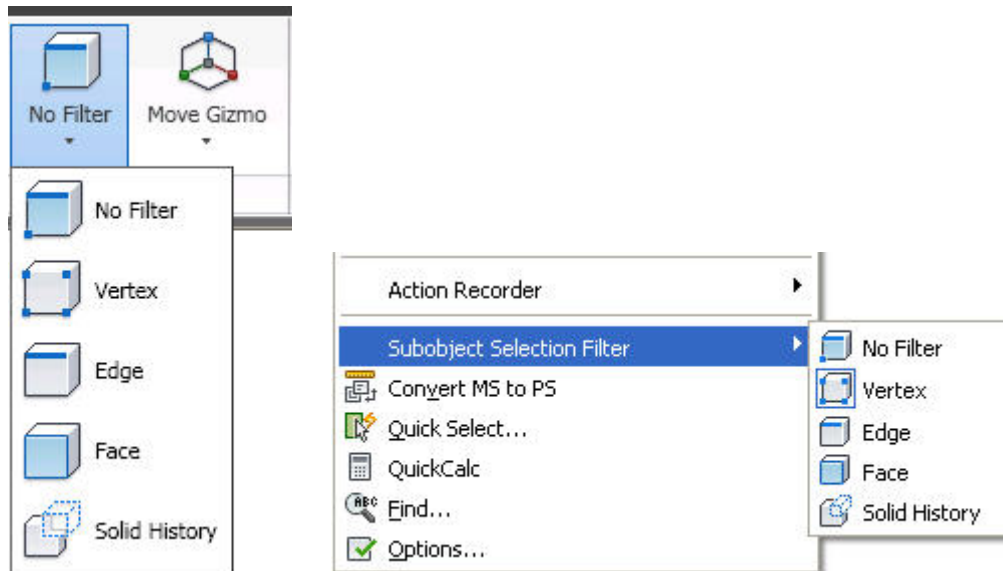 No Filter
Move Gizmo
No Filter
Vertex
Edge
Face
Solid History
Action Recorder
Subobject Selection Filter
Convert MS to PS
Quick Select...
QuickCalc
ABC
Find...
Options...
No Filter
Vertex
Edge
Face
Solid History